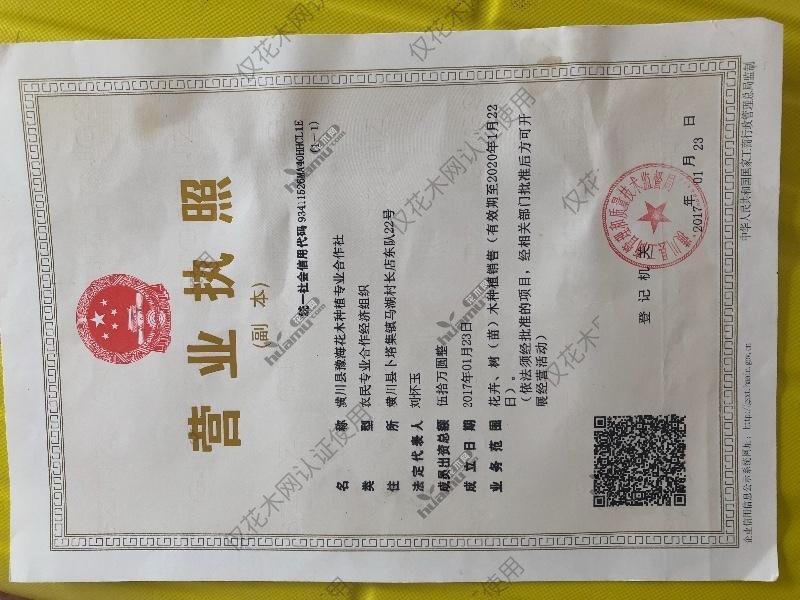 营业执照
(副本)
统一社会信用代码 93411526MA40HHCL1E
(1-1)
名称 潢川县豫海花木种植专业合作社
类型 农民专业合作经济组织
住所 潢川县卜塔集镇马湖村长店东队22号
法定代表人 刘怀玉
成员出资总额 伍拾万圆整
成立日期 2017年01月23日
业务范围 花卉、树（苗）木种植销售（有效期至2020年1月22
日）。
（依法须经批准的项目，经相关部门批准后方可开
展经营活动）
登记机关
2017年01月23日
企业信用信息公示系统网址:
中华人民共和国国家工商行政管理总局监制
仅花木网认证使用
花木网
huamu.com